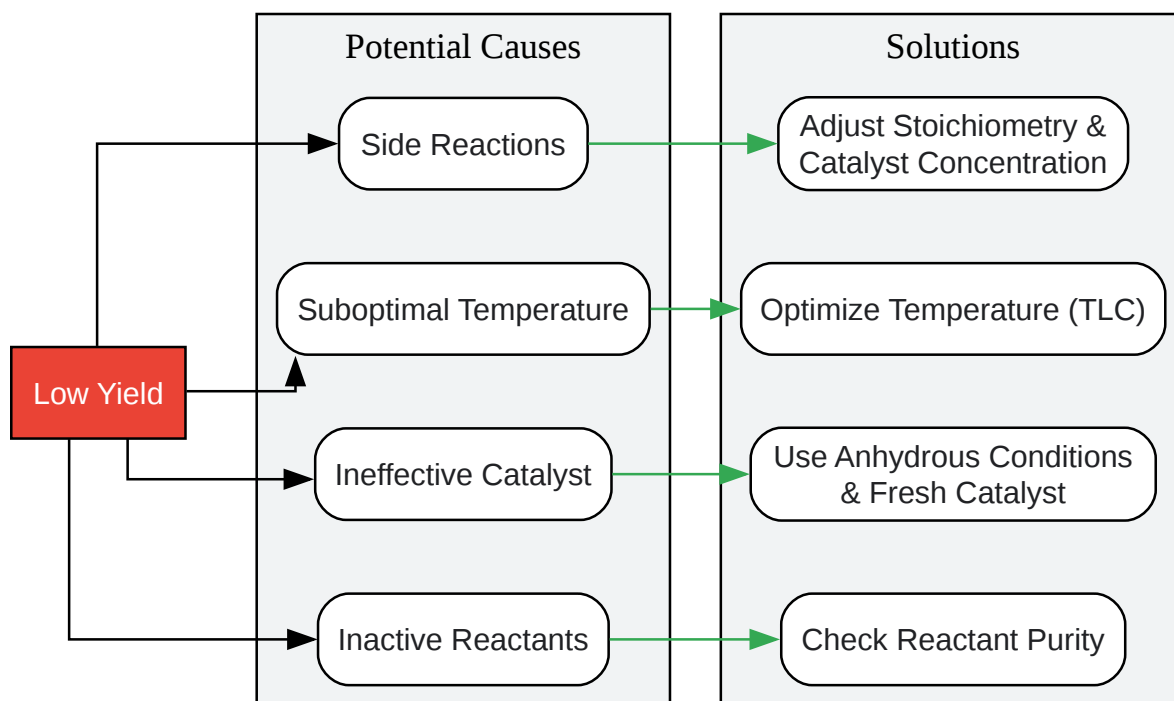 Potential Causes
Solutions
Side Reactions
Adjust Stoichiometry &
Catalyst Concentration
Suboptimal Temperature
Optimize Temperature (TLC)
Low Yield
Ineffective Catalyst
Use Anhydrous Conditions
& Fresh Catalyst
Inactive Reactants
Check Reactant Purity